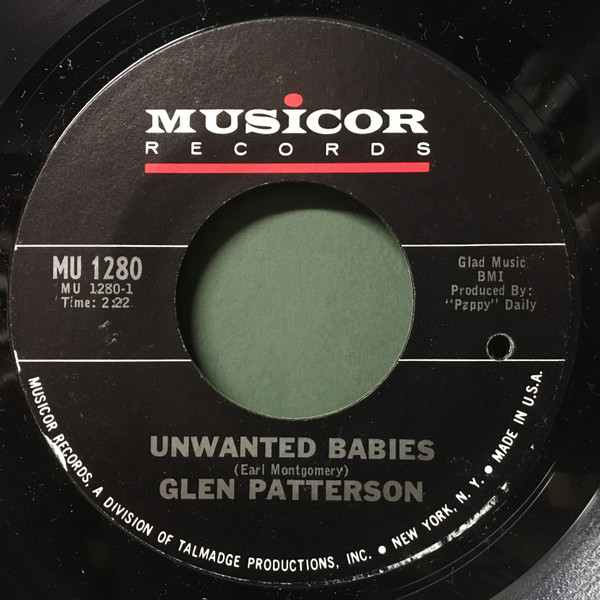 MUSiCOR
RECORDS
MU 1280
MU 1280-1
Time: 2:22
Glad Music
BMI
Produced By:
"Pappy" Daily
UNWANTED BABIES
(Earl Montgomery)
GLEN PATTERSON
MUSICOR RECORDS, A DIVISION OF TALMADGE PRODUCTIONS, INC. • NEW YORK, N. Y. • MADE IN U.S.A.